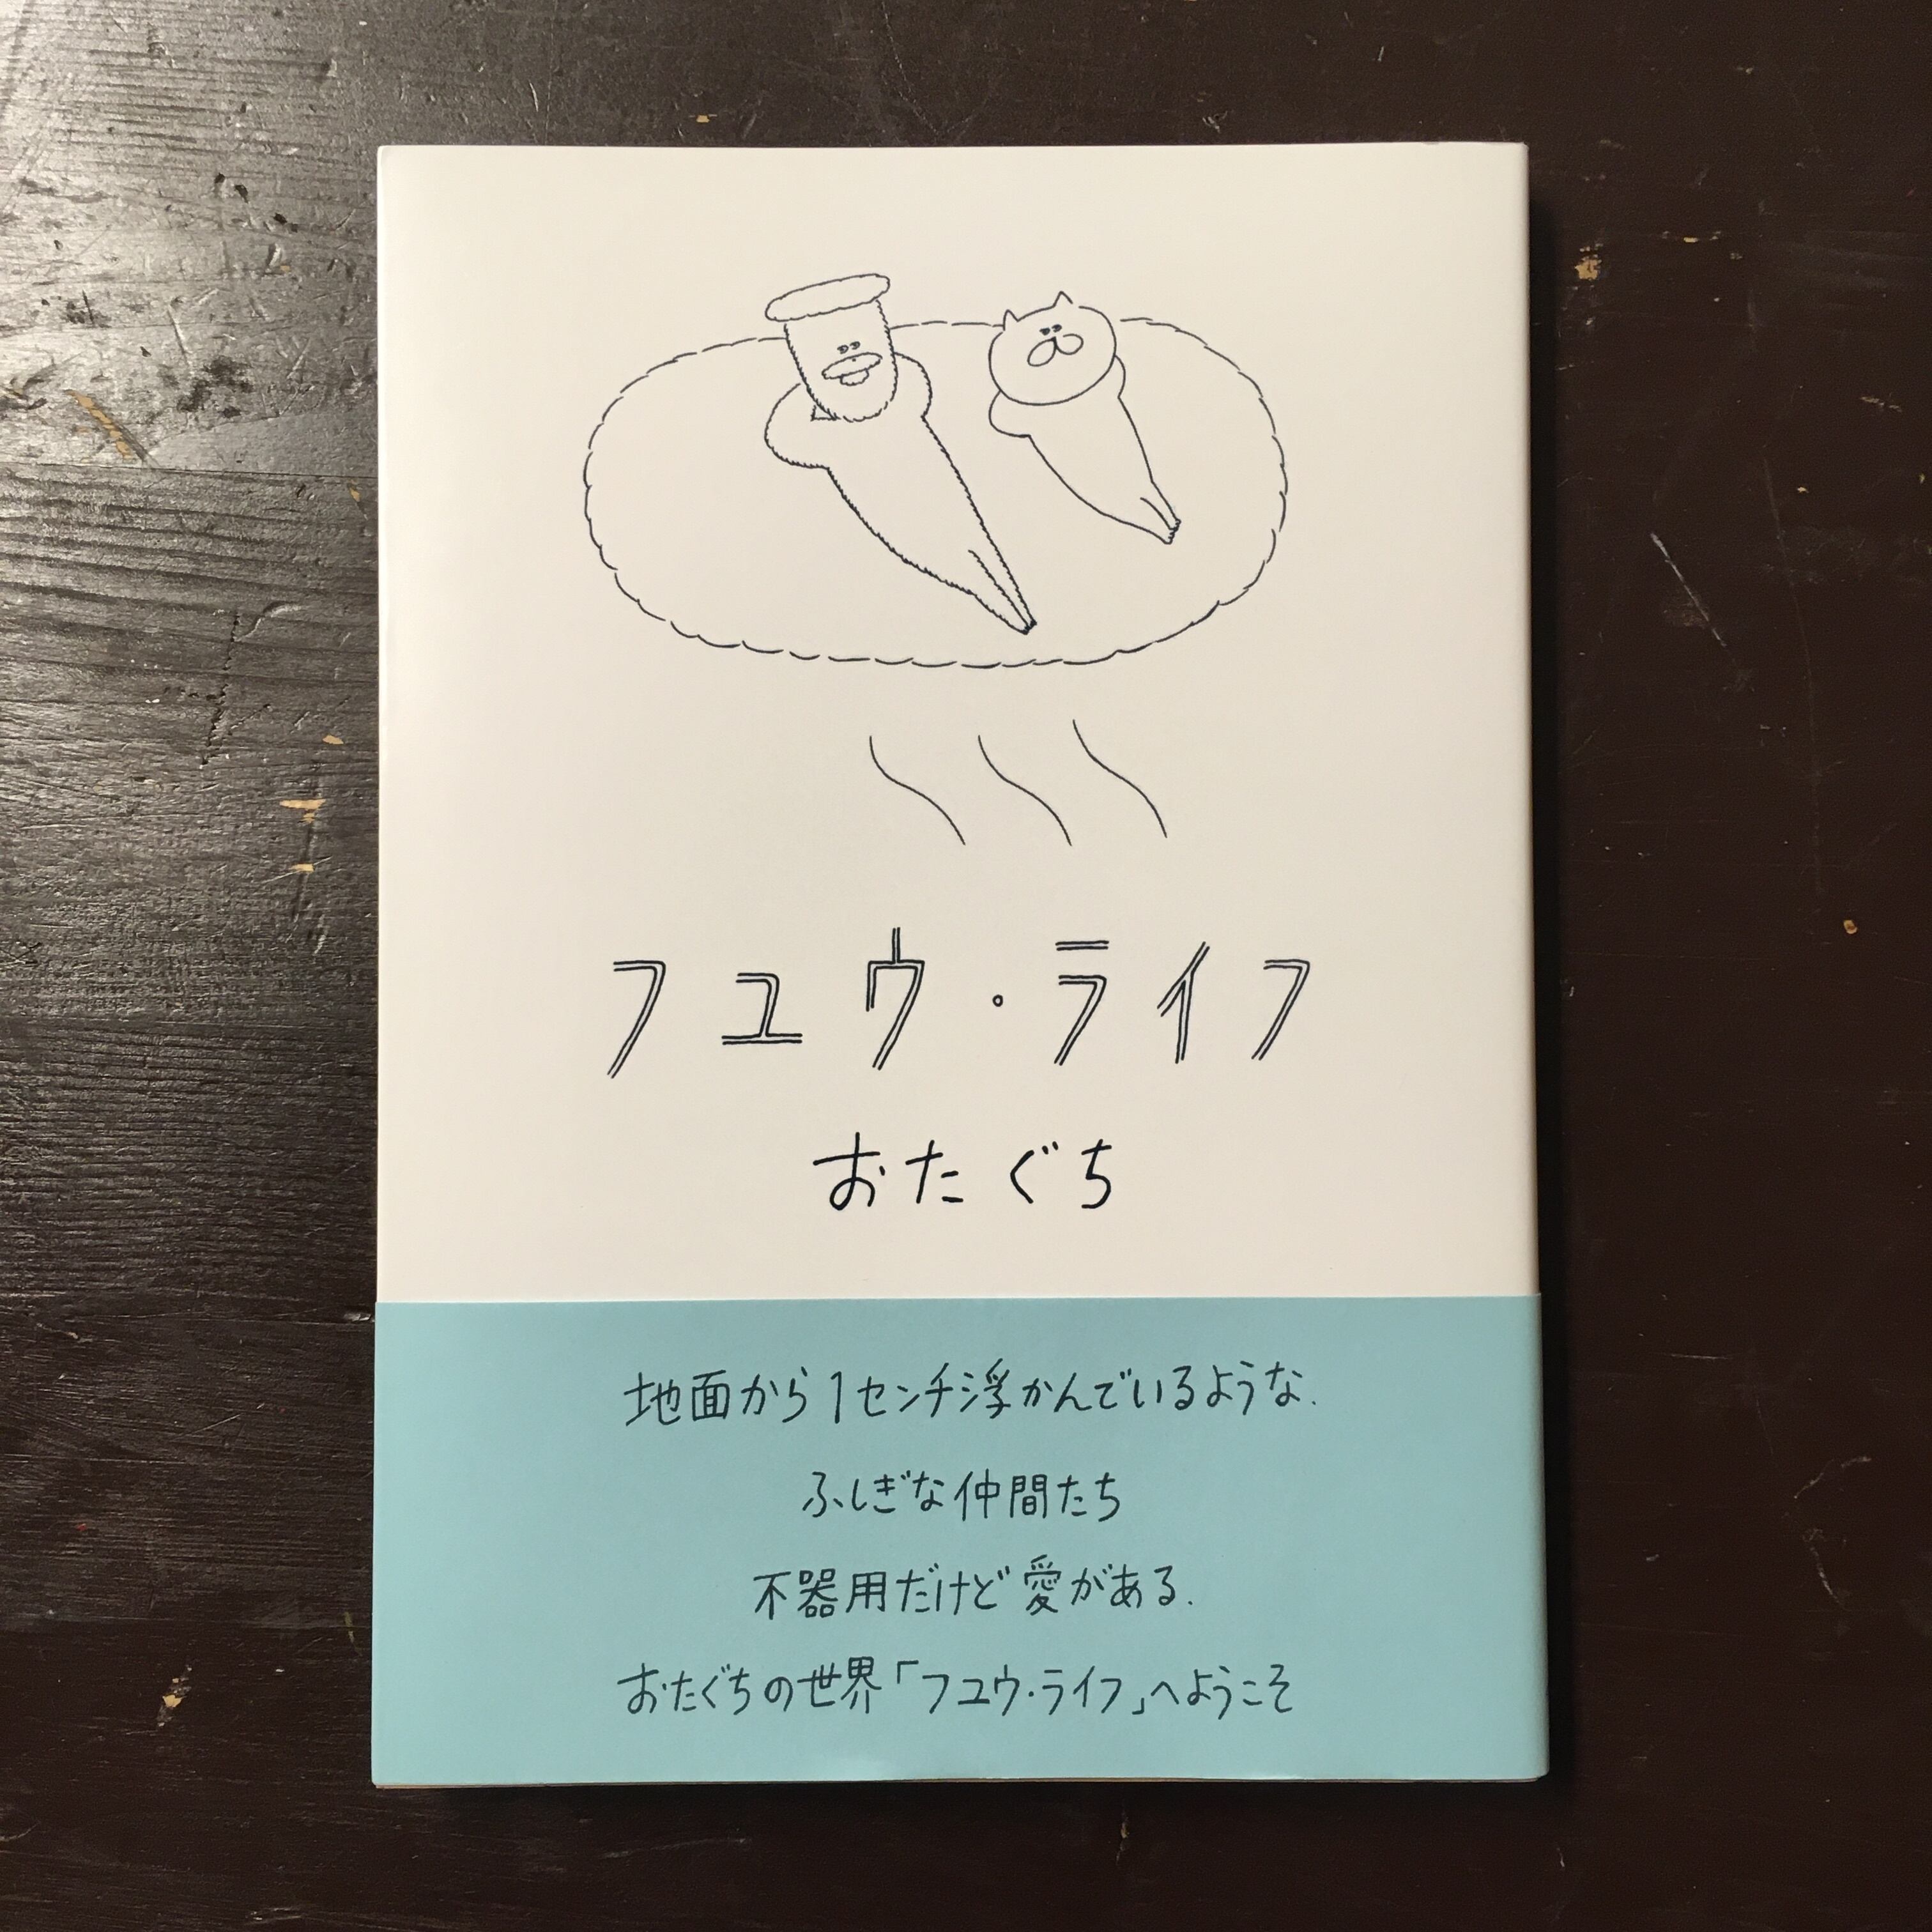 フユウ・ライフ
おたぐち
地面から1センチ浮かんでいるような、
ふしぎな仲間たち
不器用だけど愛がある、
おたぐちの世界「フユウ・ライフ」へようこそ